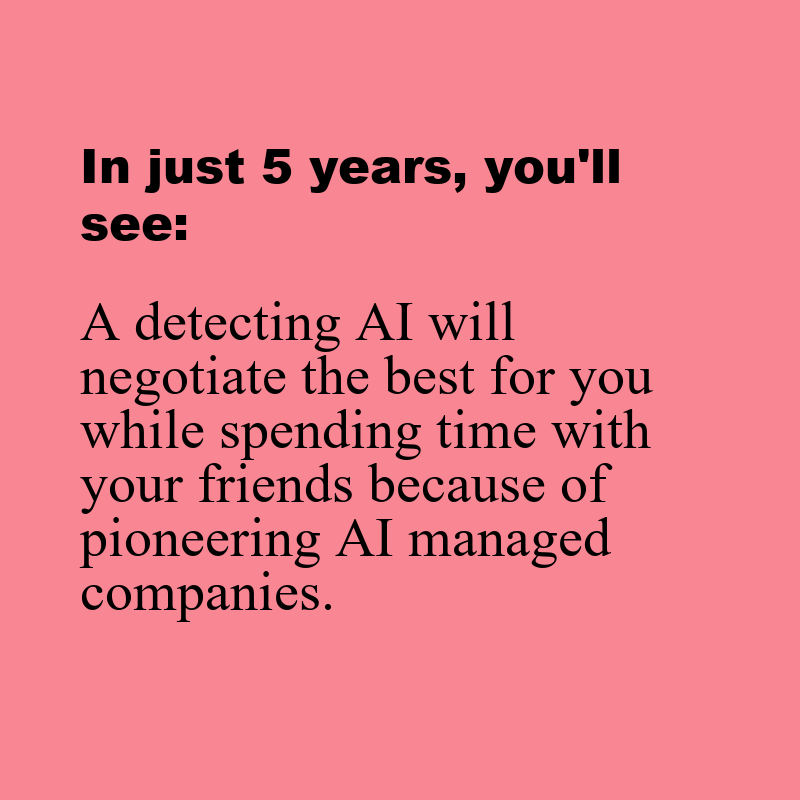 In just 5 years, you'll
see:
A detecting AI will
negotiate the best for you
while spending time with
your friends because of
pioneering AI managed
companies.